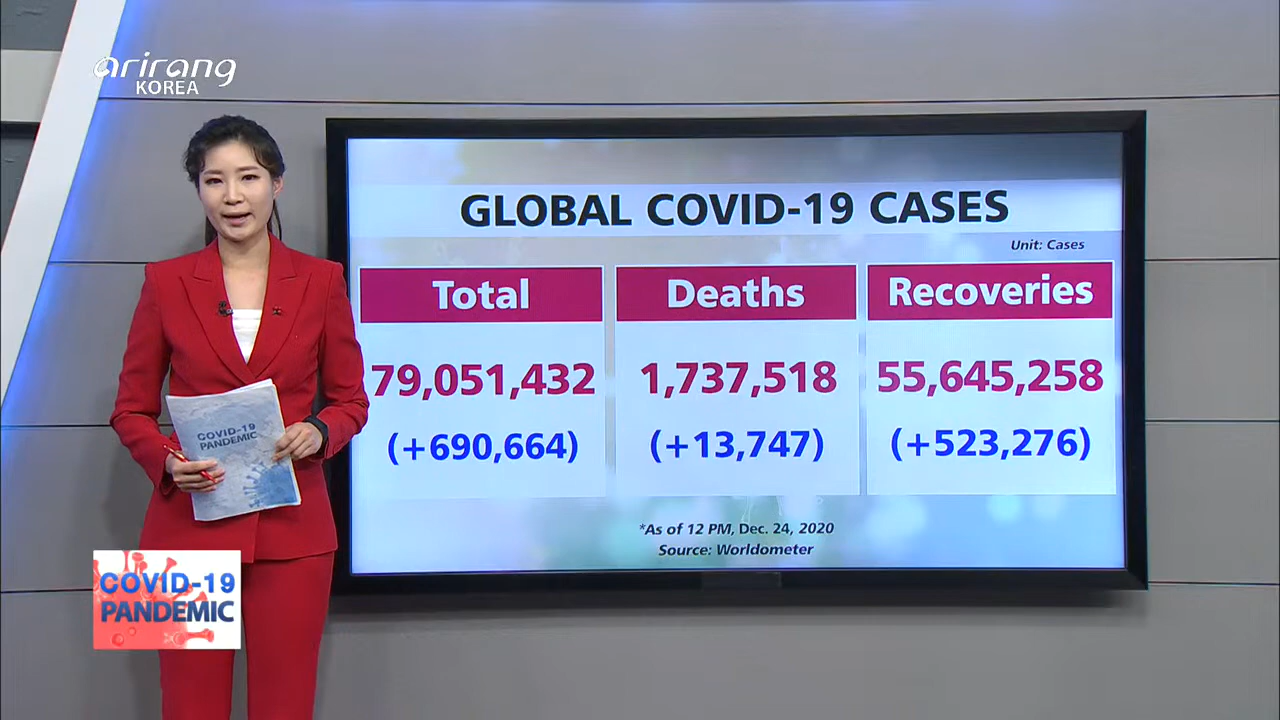 arirang
KOREA
GLOBAL COVID-19 CASES
Unit: Cases
Total Deaths Recoveries
79,051,432 1,737,518 55,645,258
(+690,664) (+13,747) (+523,276)
*As of 12 PM, Dec. 24, 2020
Source: Worldometer
COVID-19
PANDEMIC
COVID-19
PANDEMIC